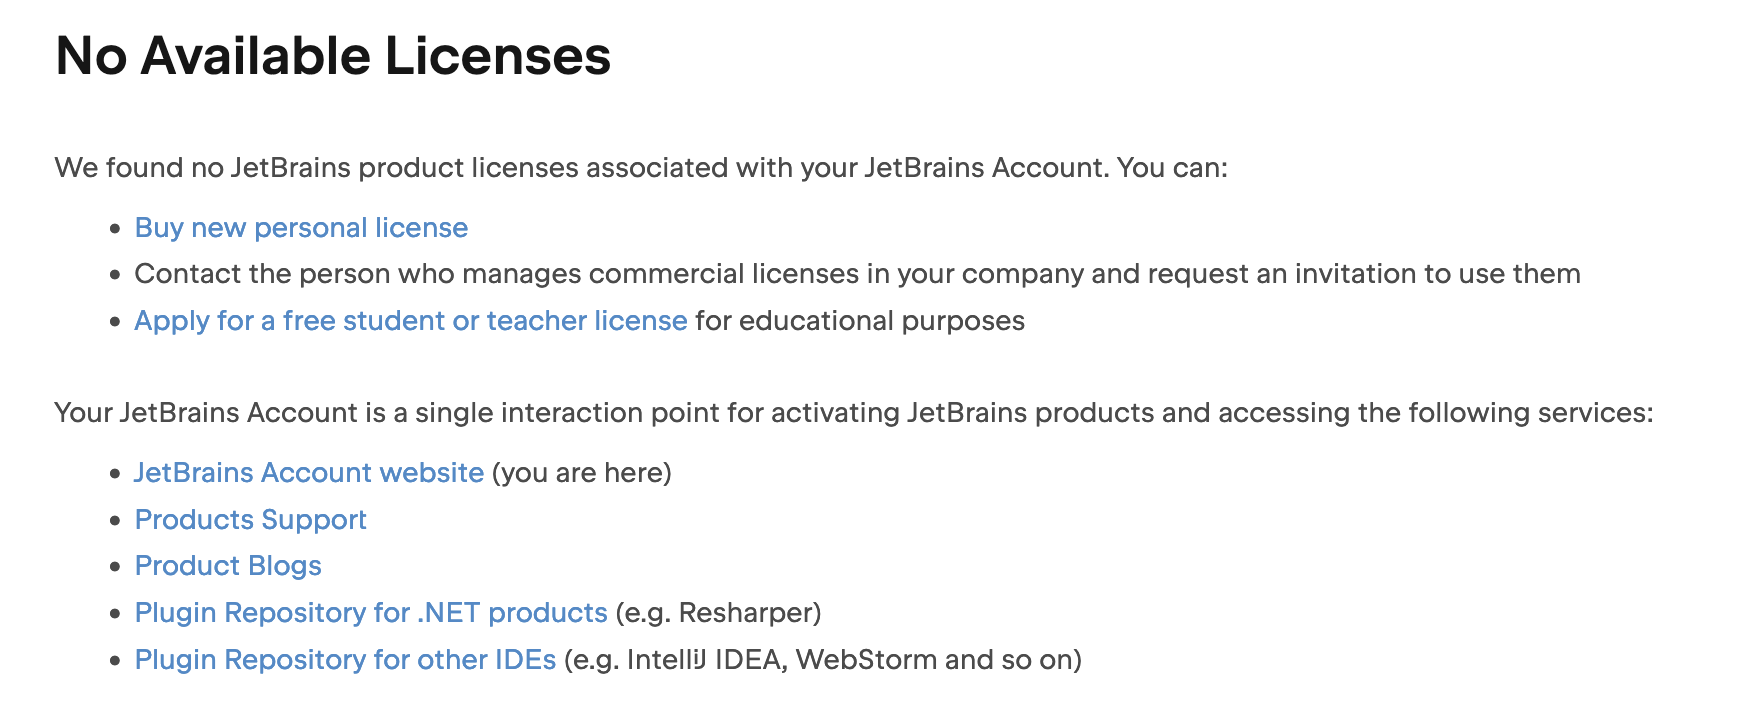 No Available Licenses
We found no JetBrains product licenses associated with your JetBrains Account. You can:
• Buy new personal license
• Contact the person who manages commercial licenses in your company and request an invitation to use them
• Apply for a free student or teacher license for educational purposes
Your JetBrains Account is a single interaction point for activating JetBrains products and accessing the following services:
• JetBrains Account website (you are here)
• Products Support
• Product Blogs
• Plugin Repository for .NET products (e.g. Resharper)
• Plugin Repository for other IDEs (e.g. IntelliJ IDEA, WebStorm and so on)